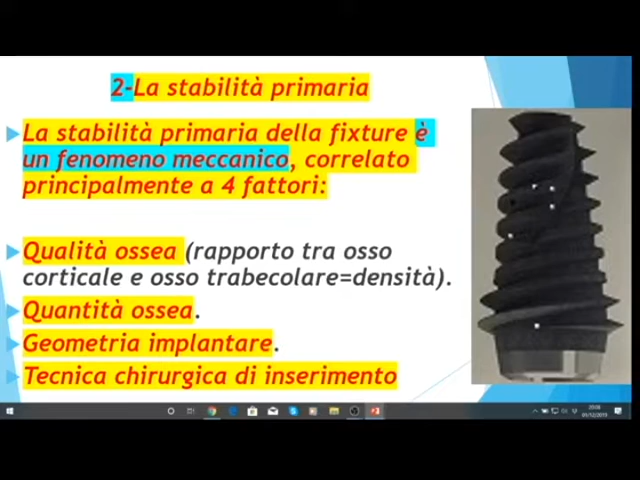 2-La stabilità primaria
La stabilità primaria della fixture è
un fenomeno meccanico, correlato
principalmente a 4 fattori:
Qualità ossea (rapporto tra osso
corticale e osso trabecolare=densità).
Quantità ossea.
Geometria implantare.
Tecnica chirurgica di inserimento